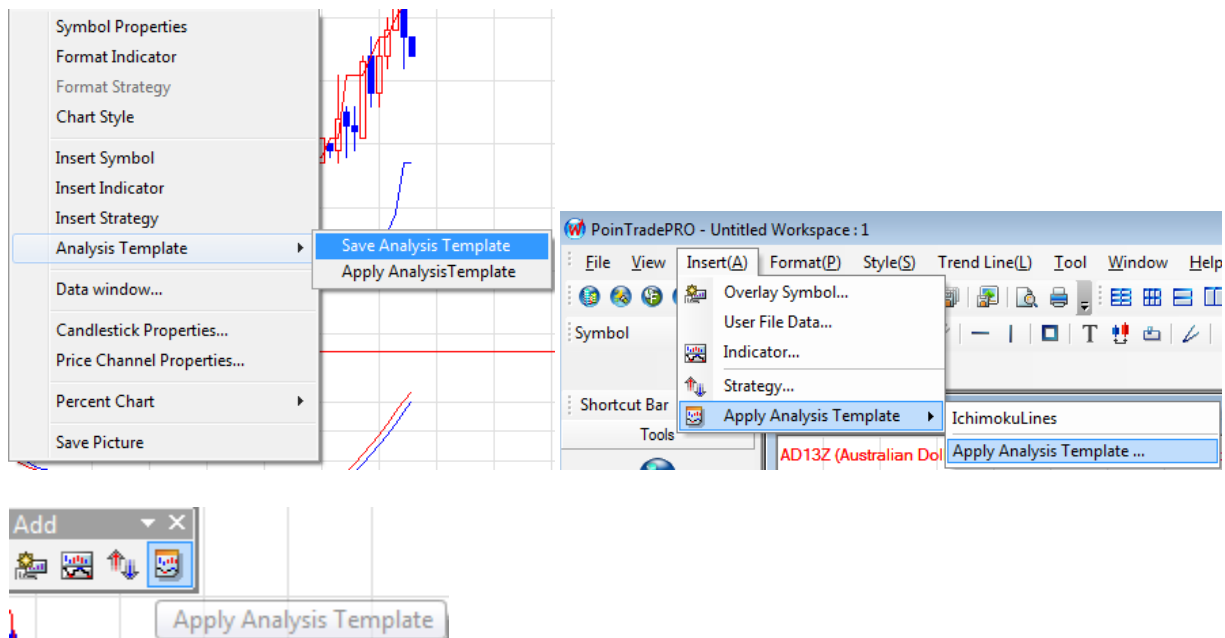 Symbol Properties
Format Indicator
Format Strategy
Chart Style
Insert Symbol
Insert Indicator
Insert Strategy
Analysis Template
Save Analysis Template
Apply AnalysisTemplate
Data window...
Candlestick Properties...
Price Channel Properties...
Percent Chart
Save Picture
PoinTradePRO - Untitled Workspace : 1
File View Insert(A) Format(P) Style(S) Trend Line(L) Tool Window Help
Overlay Symbol...
User File Data...
Symbol
T
Indicator...
Strategy...
Shortcut Bar
Apply Analysis Template
IchimokuLines
Tools
Apply Analysis Template ...
AD13Z (Australian Dol
Add
Apply Analysis Template